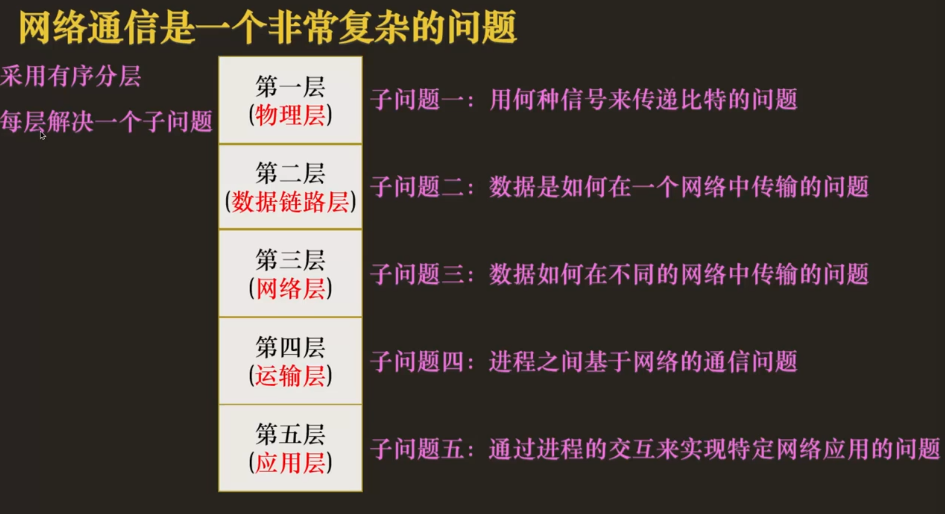 网络通信是一个非常复杂的问题
采用有序分层
每层解决一个子问题
第一层
(物理层)
子问题一：用何种信号来传递比特的问题
第二层
(数据链路层)
子问题二：数据是如何在一个网络中传输的问题
第三层
(网络层)
子问题三：数据如何在不同的网络中传输的问题
第四层
(运输层)
子问题四：进程之间基于网络的通信问题
第五层
(应用层)
子问题五：通过进程的交互来实现特定网络应用的问题